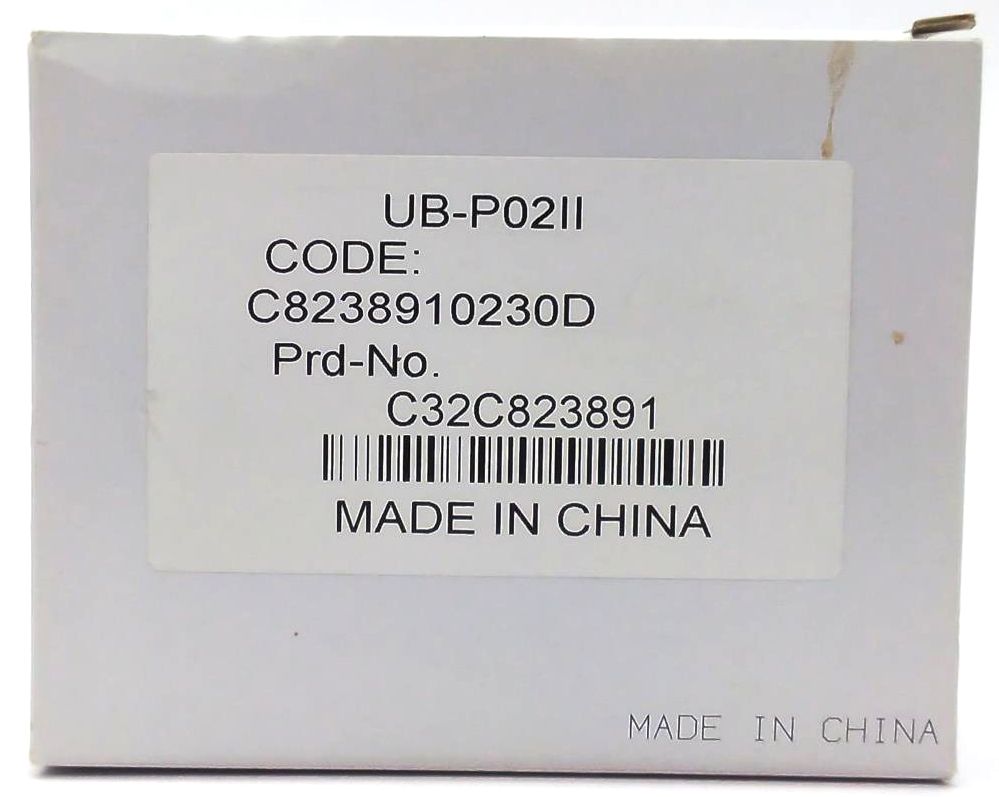 UB-P02II
CODE:
C8238910230D
Prd-No.
C32C823891
MADE IN CHINA
MADE IN CHINA